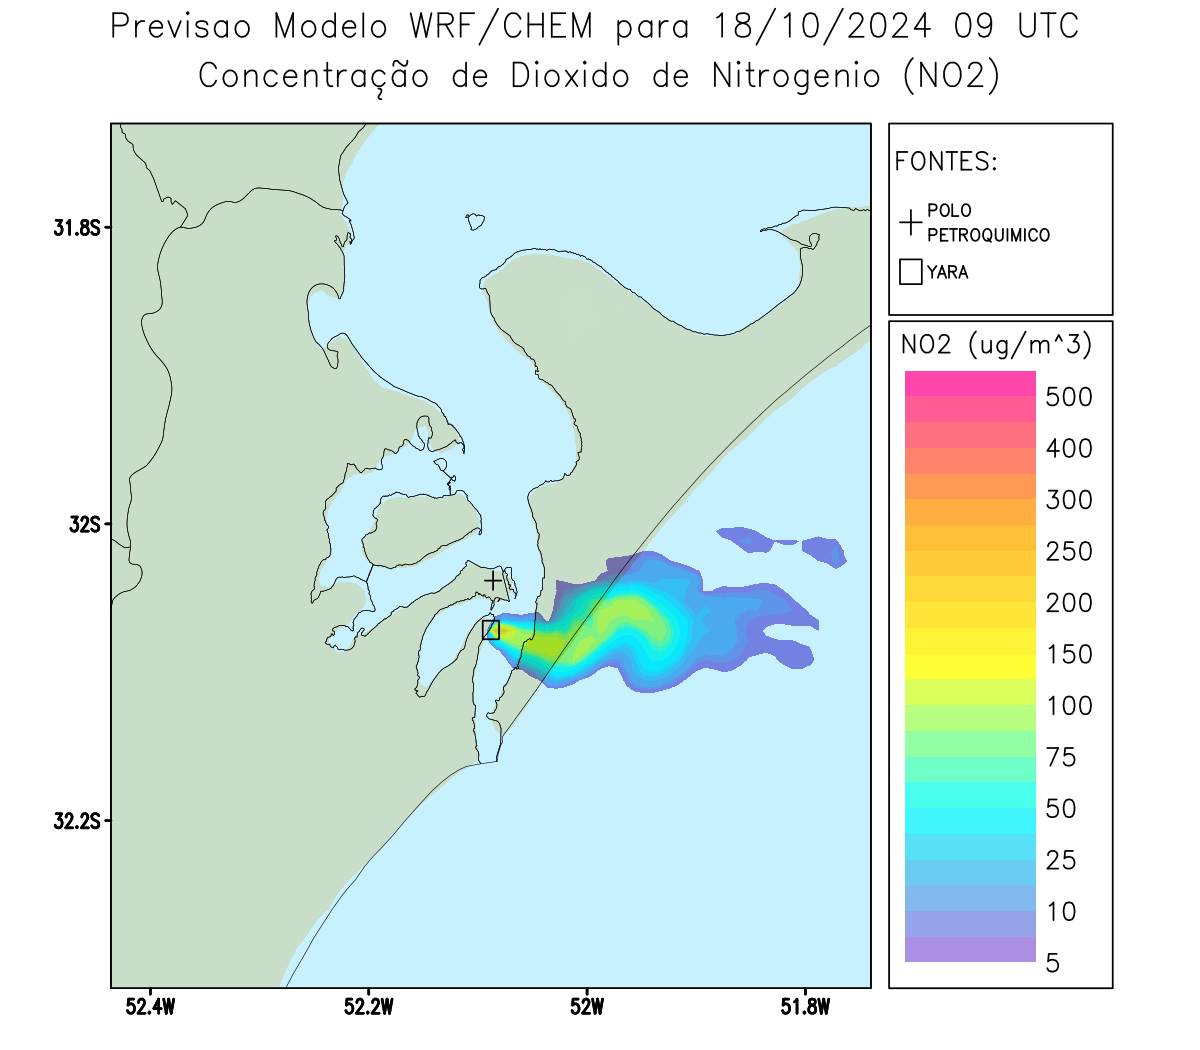 Previsao Modelo WRF/CHEM para 18/10/2024 09 UTC
Concentração de Dioxido de Nitrogenio (NO2)
FONTES:
POLO
PETROQUIMICO
YARA
31.8S
32S
32.2S
52.4W
52.2W
52W
51.8W
NO2 (ug/m^3)
500
400
300
250
200
150
100
75
50
25
10
5